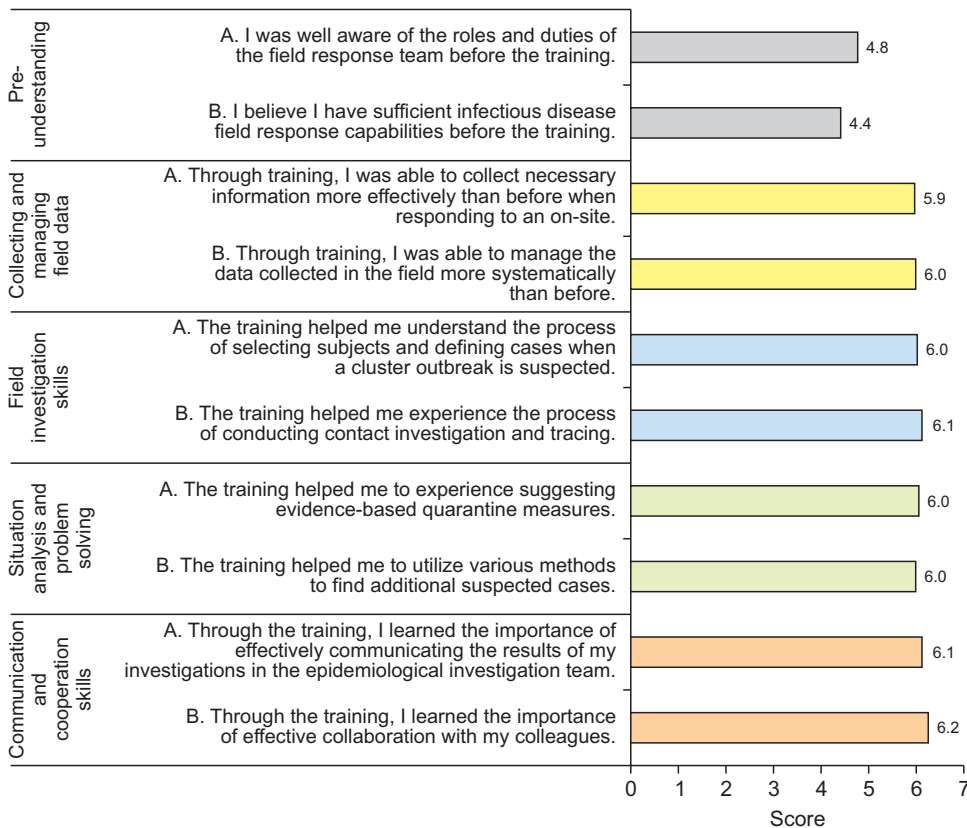 Pre-
understanding
A. I was well aware of the roles and duties of
the field response team before the training.
4.8
B. I believe I have sufficient infectious disease
field response capabilities before the training.
4.4
Collecting and
managing
field data
A. Through training, I was able to collect necessary
information more effectively than before when
responding to an on-site.
5.9
B. Through training, I was able to manage the
data collected in the field more systematically
than before.
6.0
Field
investigation
skills
A. The training helped me understand the process
of selecting subjects and defining cases when
a cluster outbreak is suspected.
6.0
B. The training helped me experience the process
of conducting contact investigation and tracing.
6.1
Situation
analysis and
problem
solving
A. The training helped me to experience suggesting
evidence-based quarantine measures.
6.0
B. The training helped me to utilize various methods
to find additional suspected cases.
6.0
Communication
and
cooperation
skills
A. Through the training, I learned the importance of
effectively communicating the results of my
investigations in the epidemiological investigation team.
6.1
B. Through the training, I learned the importance
of effective collaboration with my colleagues.
6.2
0 1 2 3 4 5 6 7
Score